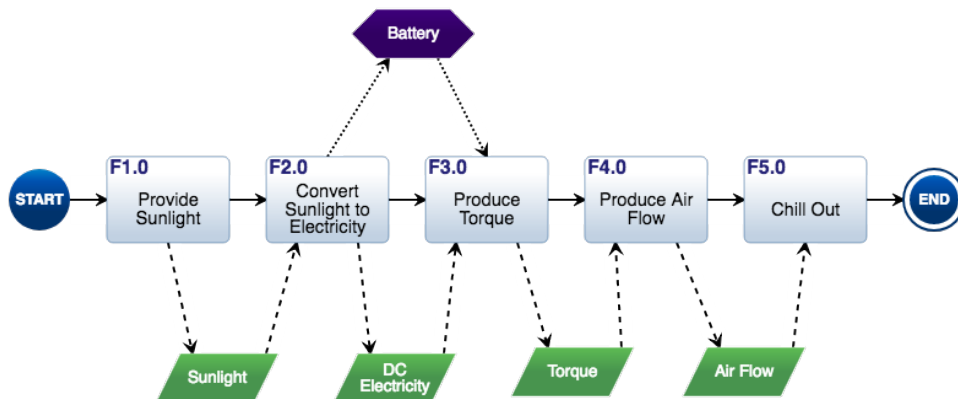 Battery
F1.0
F2.0
F3.0
F4.0
F5.0
START
Provide
Sunlight
Convert
Sunlight to
Electricity
Produce
Torque
Produce Air
Flow
Chill Out
END
Sunlight
DC
Electricity
Torque
Air Flow